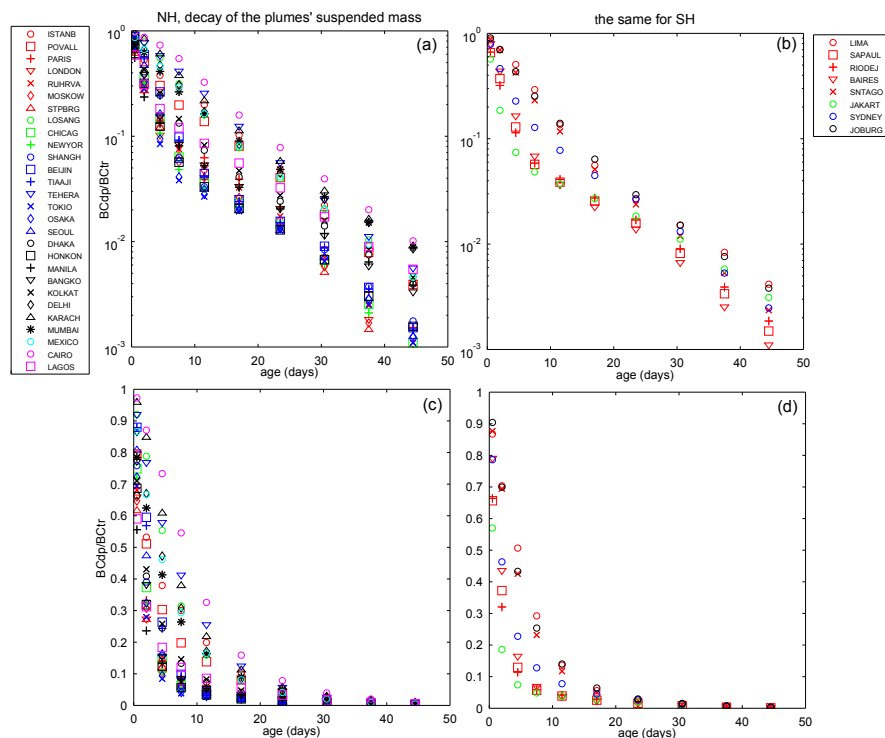 NH, decay of the plumes' suspended mass
the same for SH
ISTANB
POVALL
PARIS
LONDON
RUHRVA
MOSKOW
STPBRG
LOSANG
CHICAG
NEWYOR
SHANGH
BEIJIN
TIAAJI
TEHERA
TOKIO
OSAKA
SEOUL
DHAKA
HONKON
MANILA
BANGKO
KOLKAT
DELHI
KARACH
MUMBAI
MEXICO
CAIRO
LAGOS
(a)
BCdp/BCtr
10^0
10^-1
10^-2
10^-3
0 10 20 30 40 50
age (days)
(b)
10^0
10^-1
10^-2
10^-3
0 10 20 30 40 50
age (days)
LIMA
SAPAUL
RIODEJ
BAIRES
SNTAGO
JAKART
SYDNEY
JOBURG
(c)
BCdp/BCtr
1
0.9
0.8
0.7
0.6
0.5
0.4
0.3
0.2
0.1
0
0 10 20 30 40 50
age (days)
(d)
1
0.9
0.8
0.7
0.6
0.5
0.4
0.3
0.2
0.1
0
0 10 20 30 40 50
age (days)